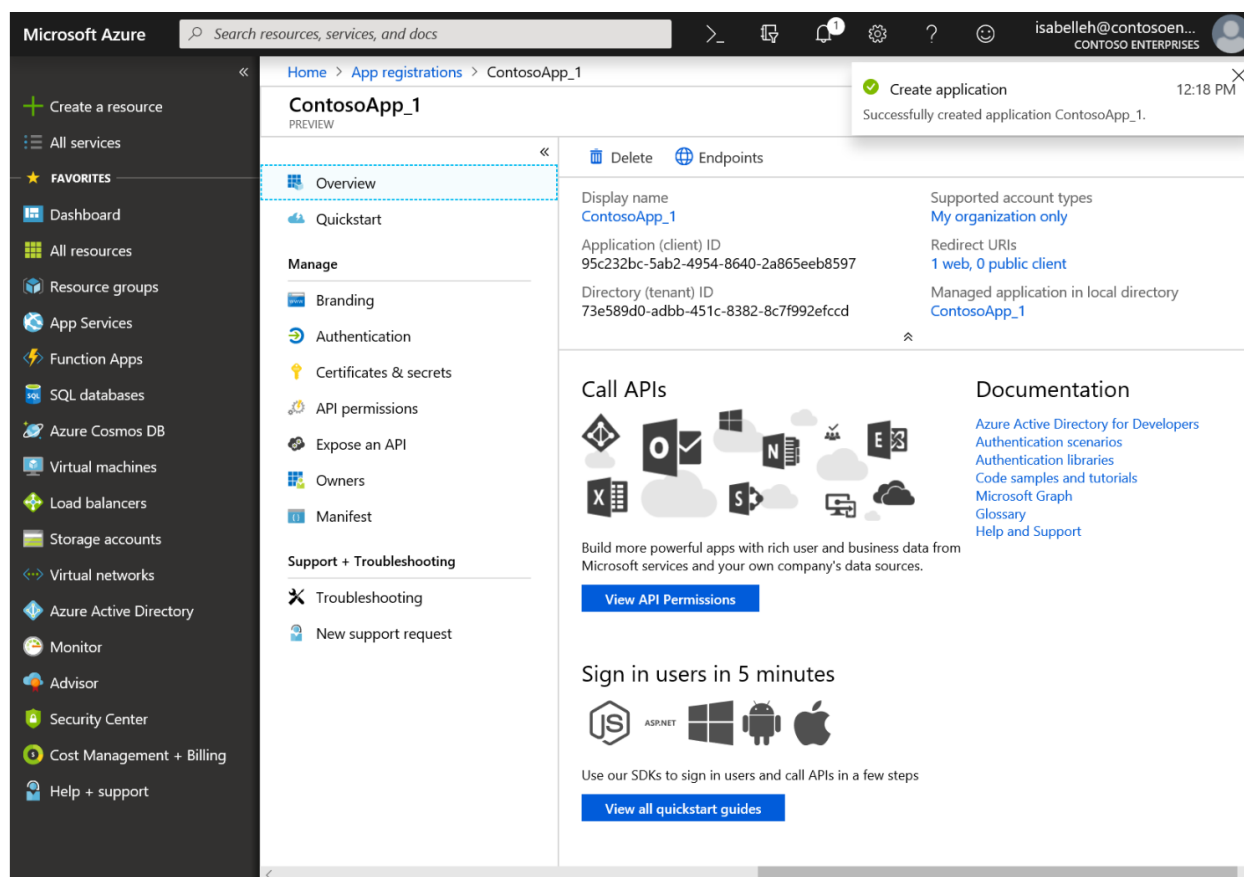 Microsoft Azure
Search resources, services, and docs
>_
1
?
isabelleh@contosoen...
CONTOSO ENTERPRISES
«
Create a resource
All services
FAVORITES
Dashboard
All resources
Resource groups
App Services
Function Apps
SQL
SQL databases
Azure Cosmos DB
Virtual machines
Load balancers
Storage accounts
Virtual networks
Azure Active Directory
Monitor
Advisor
Security Center
Cost Management + Billing
Help + support
Home > App registrations > ContosoApp_1
ContosoApp_1
PREVIEW
Create application 12:18 PM
Successfully created application ContosoApp_1.
«
Overview
Quickstart
Manage
Branding
Authentication
Certificates & secrets
API permissions
Expose an API
Owners
Manifest
Support + Troubleshooting
Troubleshooting
New support request
Delete Endpoints
Display name
ContosoApp_1
Application (client) ID
95c232bc-5ab2-4954-8640-2a865eeb8597
Directory (tenant) ID
73e589d0-adbb-451c-8382-8c7f992efccd
Supported account types
My organization only
Redirect URIs
1 web, 0 public client
Managed application in local directory
ContosoApp_1
Call APIs
O
N
E
X
S
Build more powerful apps with rich user and business data from
Microsoft services and your own company's data sources.
View API Permissions
Documentation
Azure Active Directory for Developers
Authentication scenarios
Authentication libraries
Code samples and tutorials
Microsoft Graph
Glossary
Help and Support
Sign in users in 5 minutes
JS
ASP.NET
Use our SDKs to sign in users and call APIs in a few steps
View all quickstart guides